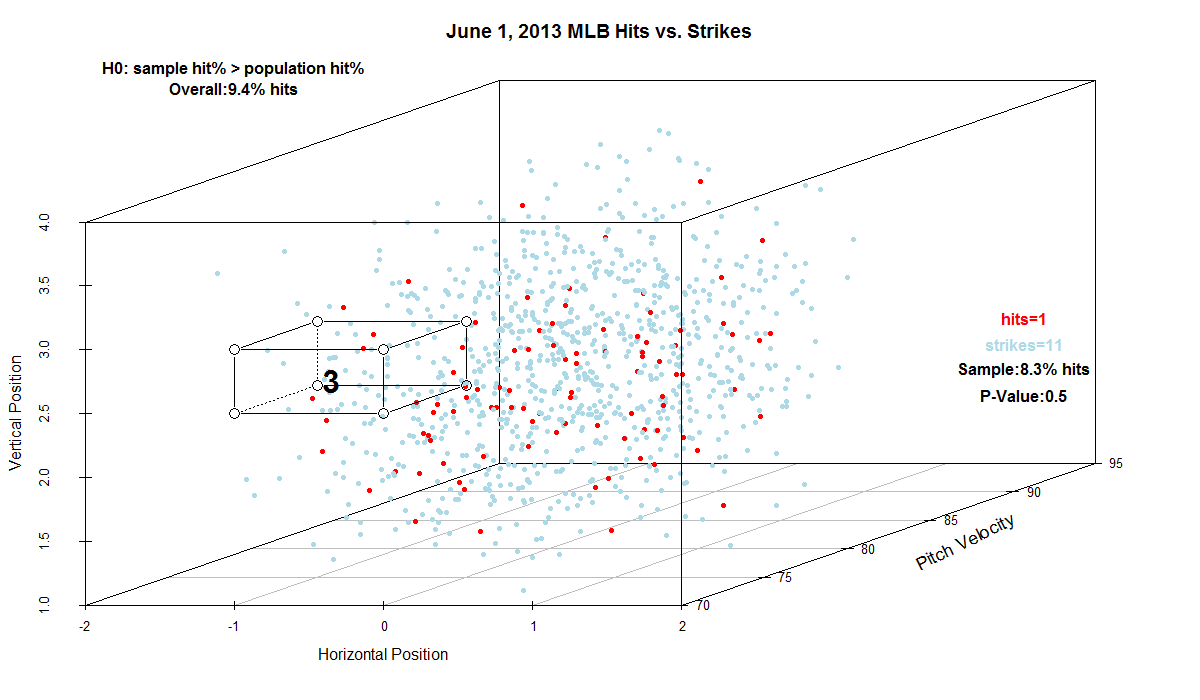 June 1, 2013 MLB Hits vs. Strikes
H0: sample hit% > population hit%
Overall:9.4% hits
4.0
3.5
3.0
2.5
2.0
1.5
1.0
Vertical Position
3
hits=1
strikes=11
Sample:8.3% hits
P-Value:0.5
95
90
85
80
75
70
Pitch Velocity
-2 -1 0 1 2
Horizontal Position